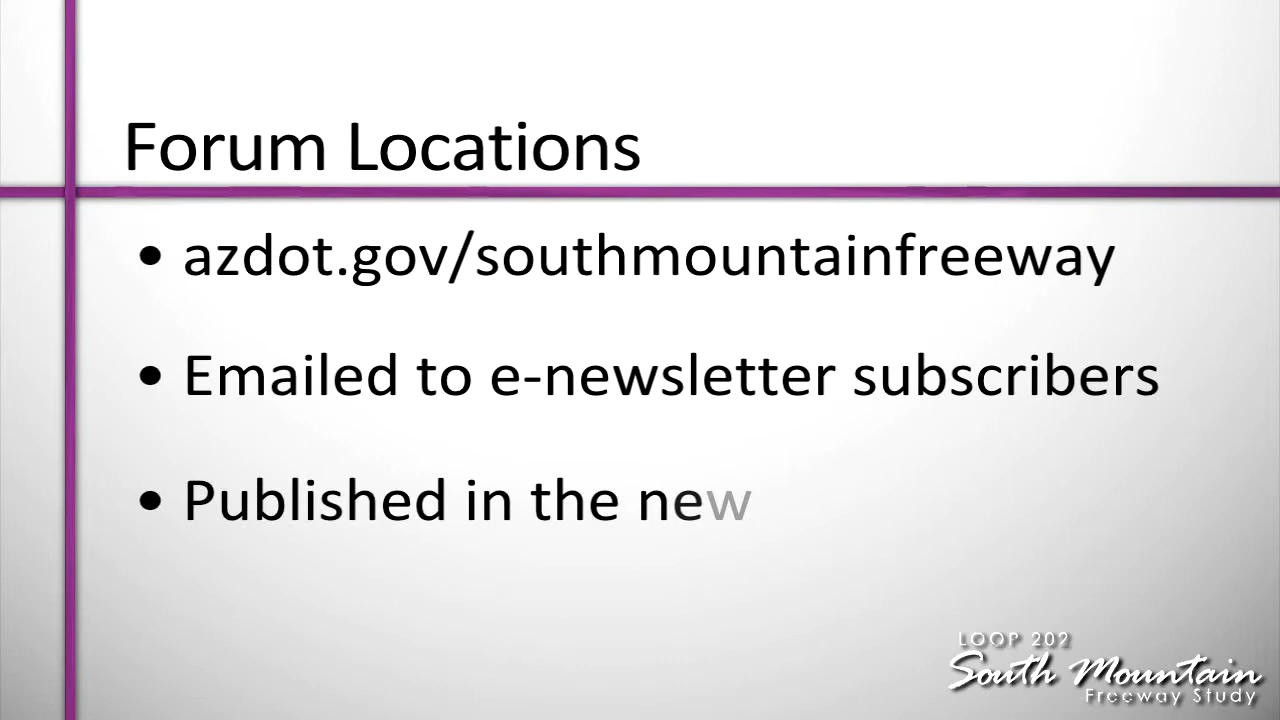 Forum Locations
• azdot.gov/southmountainfreeway
• Emailed to e-newsletter subscribers
• Published in the new
LOOP 202
South Mountain
Freeway Study